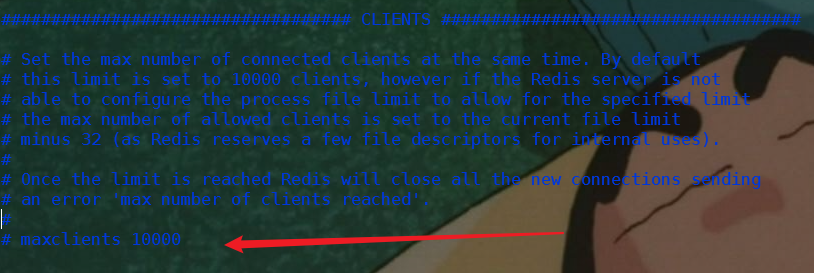 ################################### CLIENTS ####################################
# Set the max number of connected clients at the same time. By default
# this limit is set to 10000 clients, however if the Redis server is not
# able to configure the process file limit to allow for the specified limit
# the max number of allowed clients is set to the current file limit
# minus 32 (as Redis reserves a few file descriptors for internal uses).
#
# Once the limit is reached Redis will close all the new connections sending
# an error 'max number of clients reached'.
#
# maxclients 10000